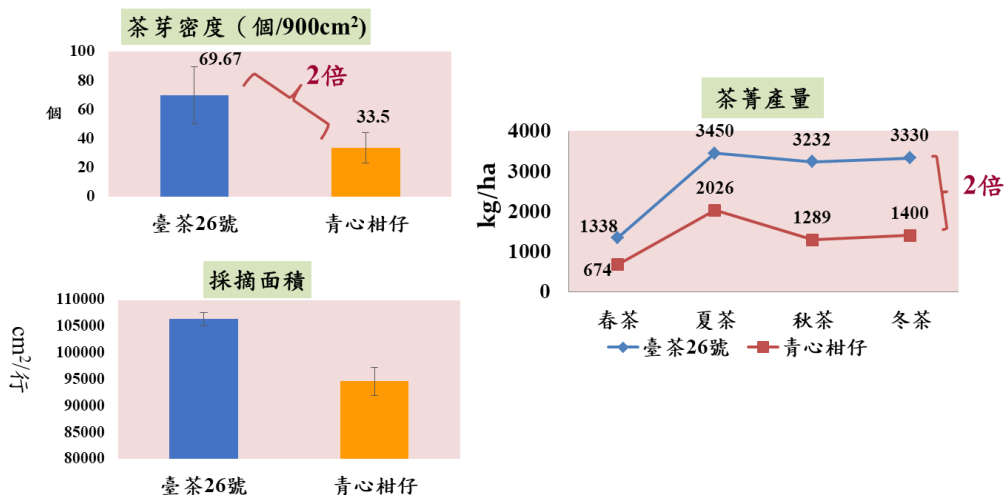 茶芽密度（個/900cm²)
100
80
60
40
20
0
個
69.67
2倍
33.5
臺茶26號
青心柑仔
採摘面積
110000
105000
100000
95000
90000
85000
80000
cm²/行
臺茶26號
青心柑仔
茶菁產量
4000
3000
2000
1000
0
kg/ha
1338
3450
3232
3330
674
2026
1289
1400
2倍
春茶
夏茶
秋茶
冬茶
臺茶26號
青心柑仔